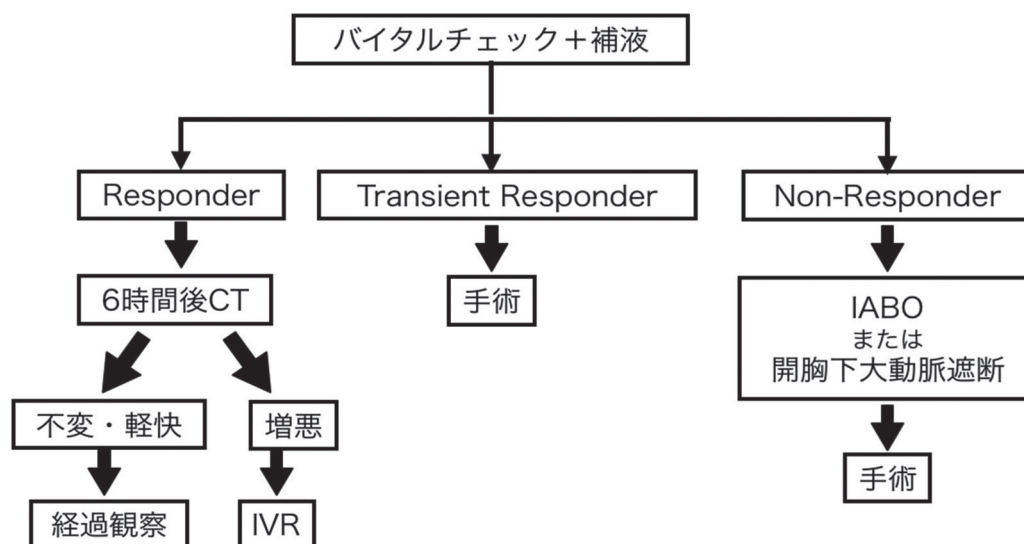 バイタルチェック＋補液
Responder
Transient Responder
Non-Responder
6時間後CT
手術
IABO
または
開胸下大動脈遮断
不変・軽快
増悪
手術
経過観察
IVR